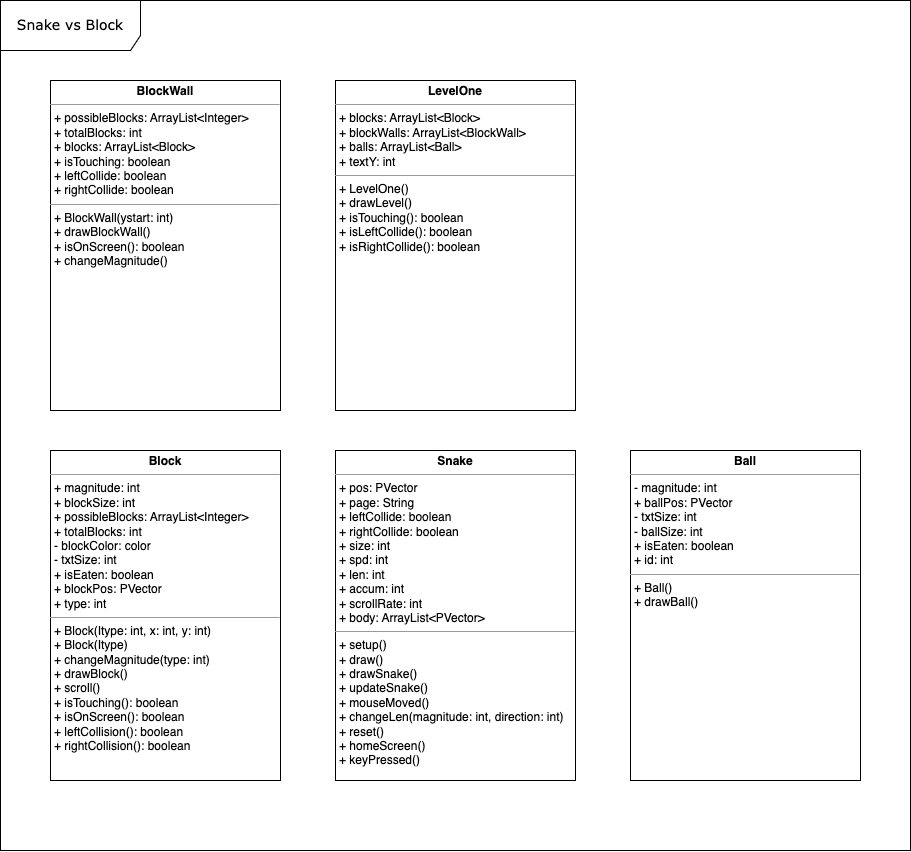 Snake vs Block
BlockWall
+ possibleBlocks: ArrayList<Integer>
+ totalBlocks: int
+ blocks: ArrayList<Block>
+ isTouching: boolean
+ leftCollide: boolean
+ rightCollide: boolean
+ BlockWall(ystart: int)
+ drawBlockWall()
+ isOnScreen(): boolean
+ changeMagnitude()
LevelOne
+ blocks: ArrayList<Block>
+ blockWalls: ArrayList<BlockWall>
+ balls: ArrayList<Ball>
+ textY: int
+ LevelOne()
+ drawLevel()
+ isTouching(): boolean
+ isLeftCollide(): boolean
+ isRightCollide(): boolean
Block
+ magnitude: int
+ blockSize: int
+ possibleBlocks: ArrayList<Integer>
+ totalBlocks: int
- blockColor: color
- txtSize: int
+ isEaten: boolean
+ blockPos: PVector
+ type: int
+ Block(Itype: int, x: int, y: int)
+ Block(Itype)
+ changeMagnitude(type: int)
+ drawBlock()
+ scroll()
+ isTouching(): boolean
+ isOnScreen(): boolean
+ leftCollision(): boolean
+ rightCollision(): boolean
Snake
+ pos: PVector
+ page: String
+ leftCollide: boolean
+ rightCollide: boolean
+ size: int
+ spd: int
+ len: int
+ accum: int
+ scrollRate: int
+ body: ArrayList<PVector>
+ setup()
+ draw()
+ drawSnake()
+ updateSnake()
+ mouseMoved()
+ changeLen(magnitude: int, direction: int)
+ reset()
+ homeScreen()
+ keyPressed()
Ball
- magnitude: int
+ ballPos: PVector
- txtSize: int
- ballSize: int
+ isEaten: boolean
+ id: int
+ Ball()
+ drawBall()